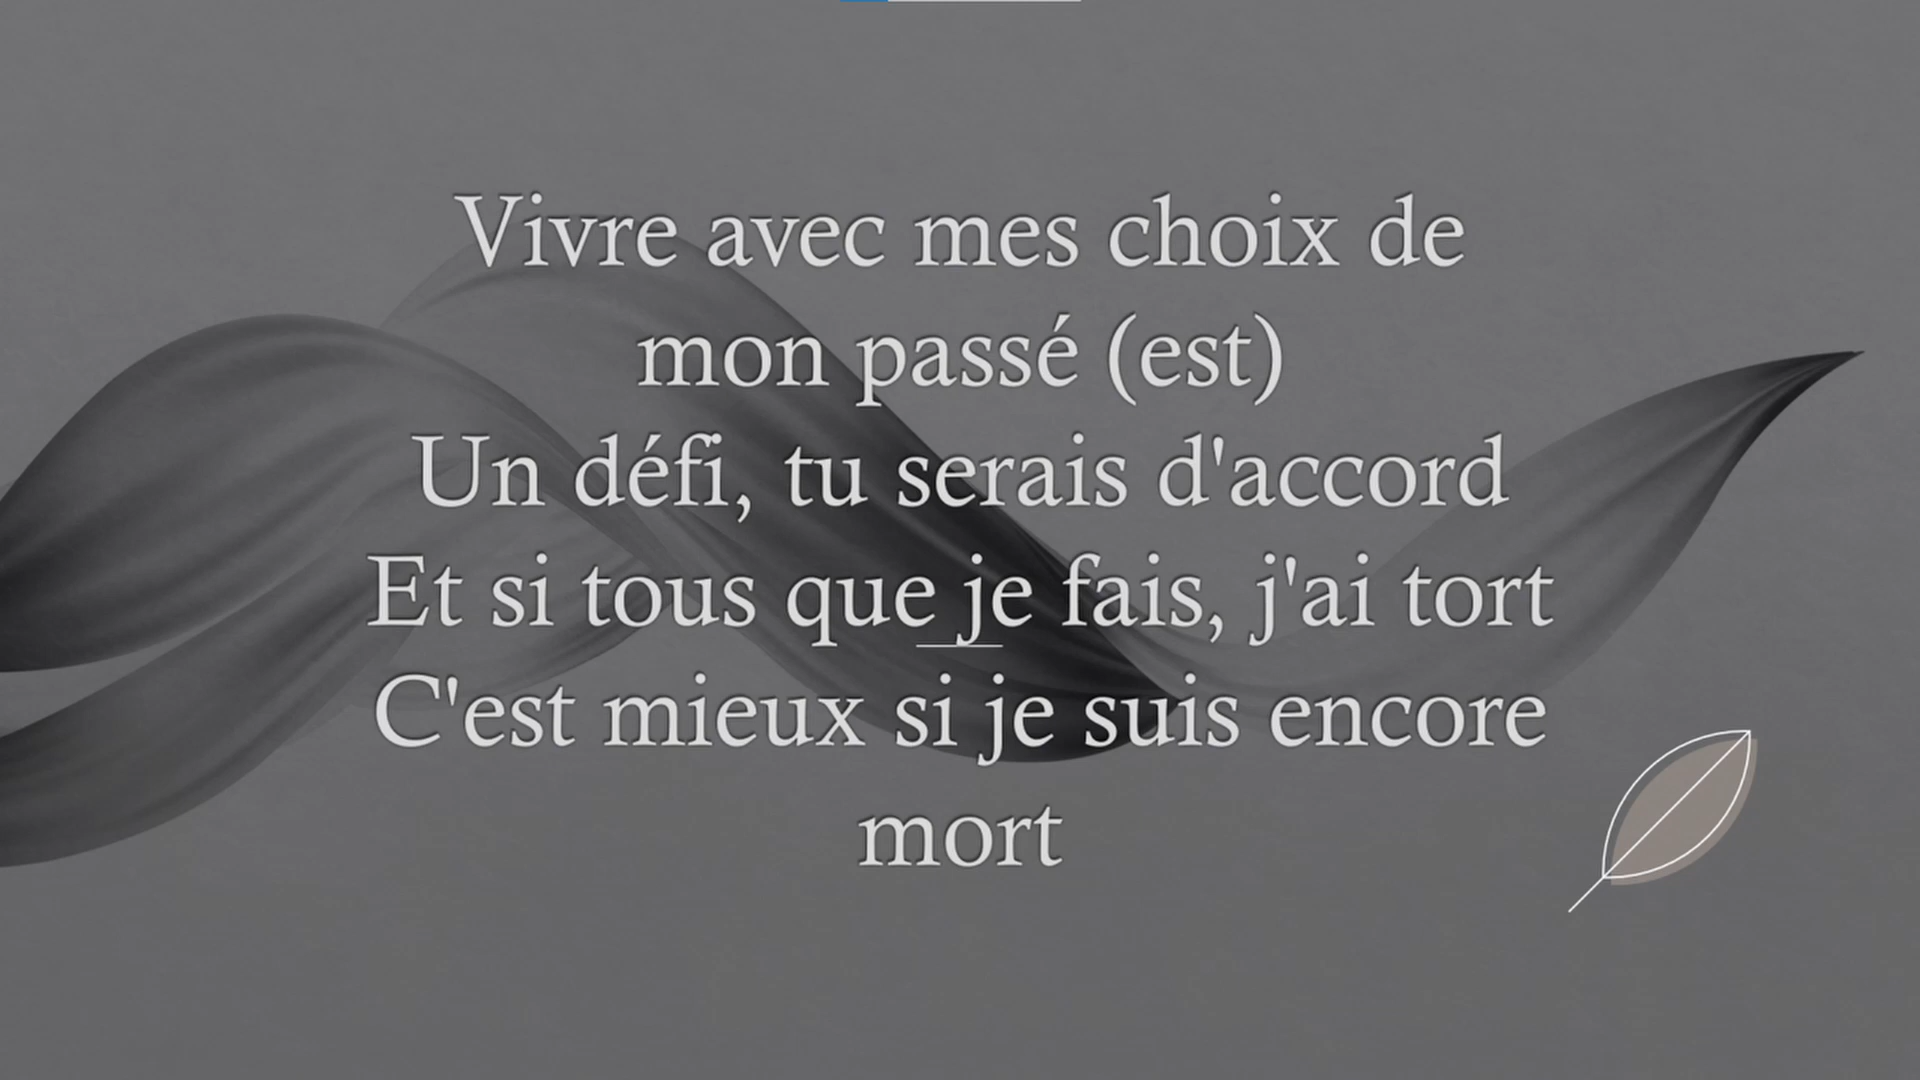 Vivre avec mes choix de
mon passé (est)
Un défi, tu serais d'accord
Et si tous que je fais, j'ai tort
C'est mieux si je suis encore
mort